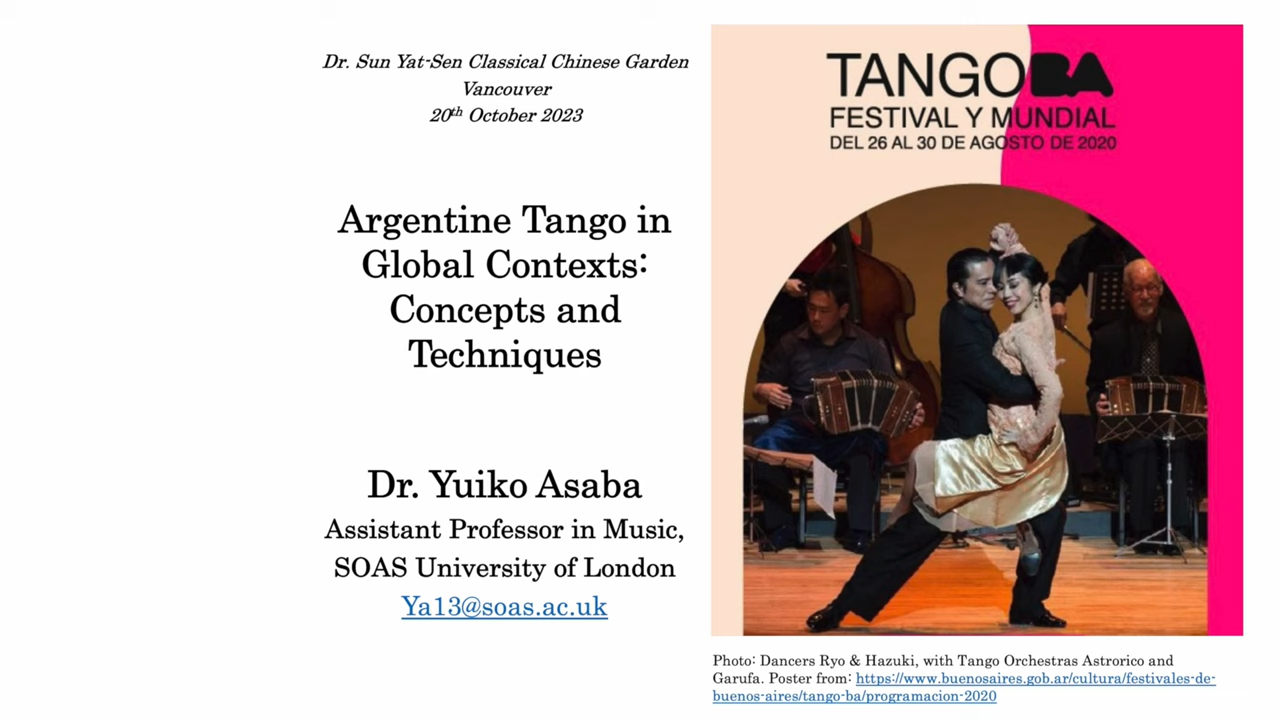 Dr. Sun Yat-Sen Classical Chinese Garden
Vancouver
20th October 2023
Argentine Tango in
Global Contexts:
Concepts and
Techniques
Dr. Yuiko Asaba
Assistant Professor in Music,
SOAS University of London
Ya13@soas.ac.uk
TANGOBA
FESTIVAL Y MUNDIAL
DEL 26 AL 30 DE AGOSTO DE 2020
Photo: Dancers Ryo & Hazuki, with Tango Orchestras Astrorico and
Garufa. Poster from: https://www.buenosaires.gob.ar/cultura/festivales-de-
buenos-aires/tango-ba/programacion-2020